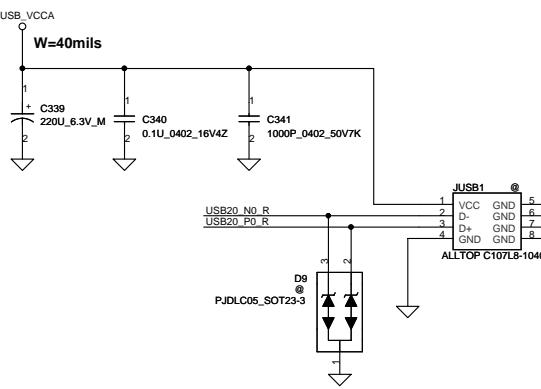 USB_VCCA
W=40mils
1
1
1
+
C339
220U_6.3V_M
2
C340
0.1U_0402_16V4Z
2
C341
1000P_0402_50V7K
2
JUSB1 @
1 VCC GND 5
USB20_N0_R 2 D- GND 6
USB20_P0_R 3 D+ GND 7
4 GND GND 8
ALLTOP C107L8-104
3
2
D9
@
PJDLC05_SOT23-3
1